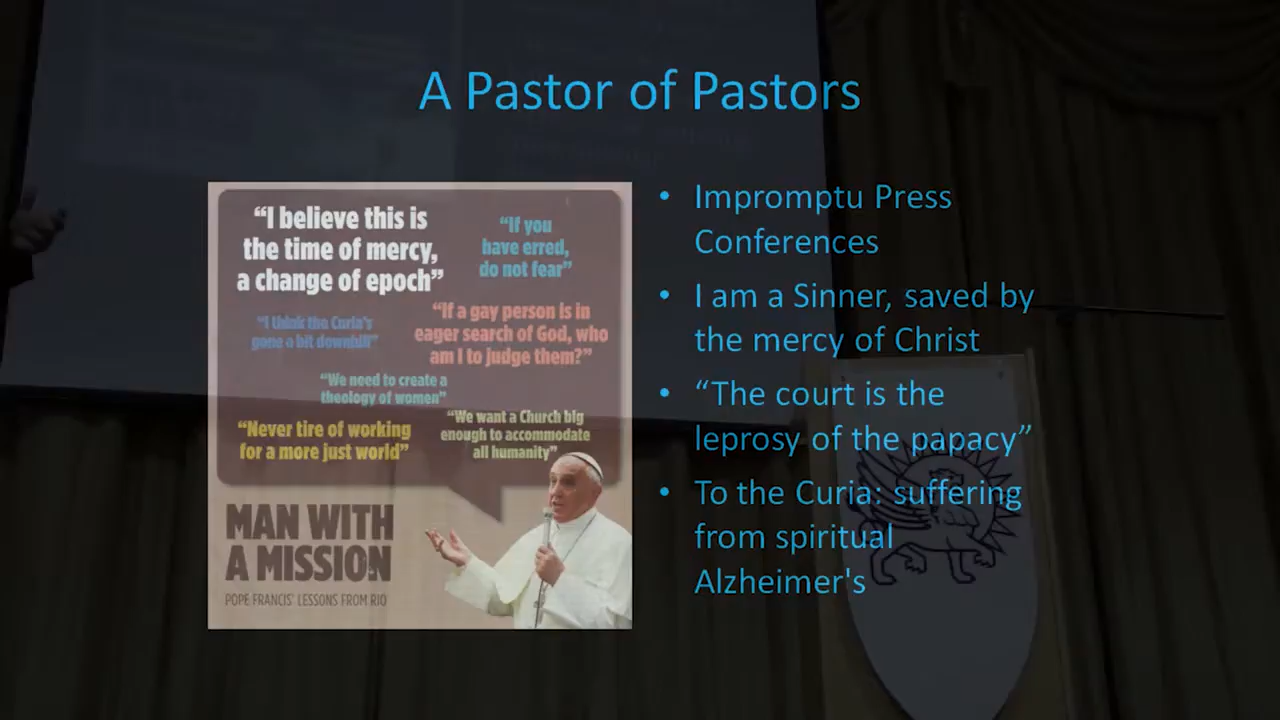 A Pastor of Pastors
“I believe this is
the time of mercy,
a change of epoch”
“If you
have erred,
do not fear”
“I think the Curia's
gone a bit downhill”
“If a gay person is in
eager search of God, who
am I to judge them?”
“We need to create a
theology of women”
“Never tire of working
for a more just world”
“We want a Church big
enough to accommodate
all humanity”
MAN WITH
A MISSION
POPE FRANCIS' LESSONS FROM RIO
• Impromptu Press
Conferences
• I am a Sinner, saved by
the mercy of Christ
• “The court is the
leprosy of the papacy”
• To the Curia: suffering
from spiritual
Alzheimer's